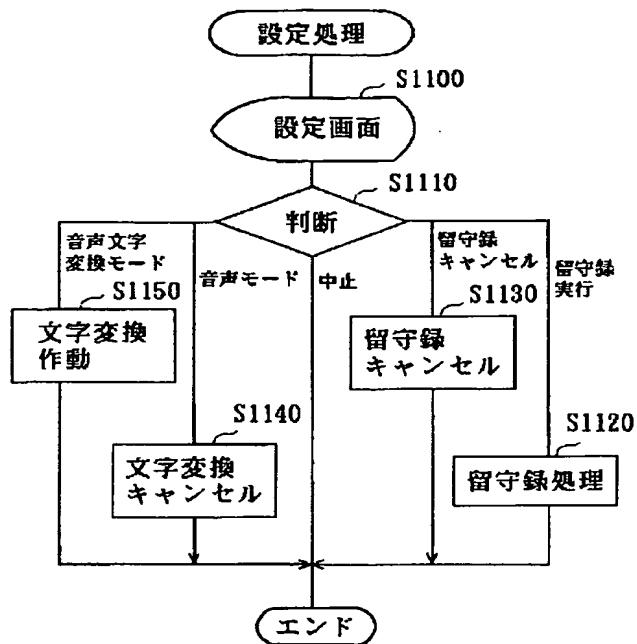 設定処理
S1100
設定画面
S1110
判断
音声文字
変換モード
音声モード
中止
留守録
キャンセル
留守録
実行
S1150
文字変換
作動
S1130
留守録
キャンセル
S1140
文字変換
キャンセル
S1120
留守録処理
エンド